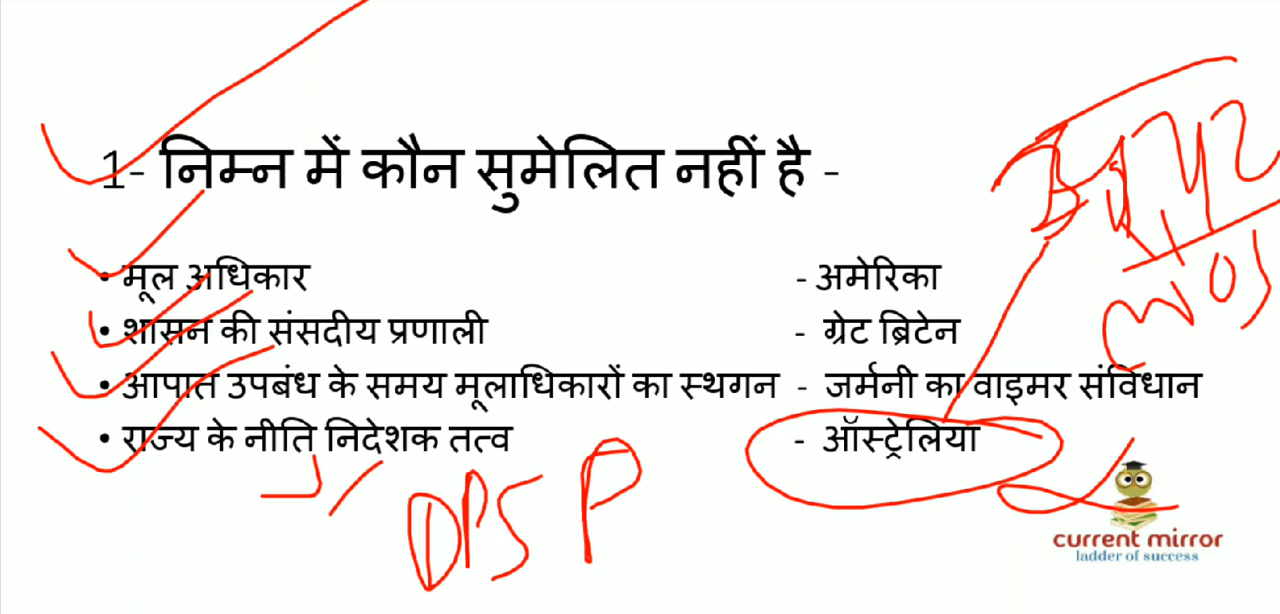 1- निम्न में कौन सुमेलित नहीं है -
• मूल अधिकार - अमेरिका
• शासन की संसदीय प्रणाली - ग्रेट ब्रिटेन
• आपात उपबंध के समय मूलाधिकारों का स्थगन - जर्मनी का वाइमर संविधान
• राज्य के नीति निदेशक तत्व - ऑस्ट्रेलिया
DPSP
current mirror
ladder of success